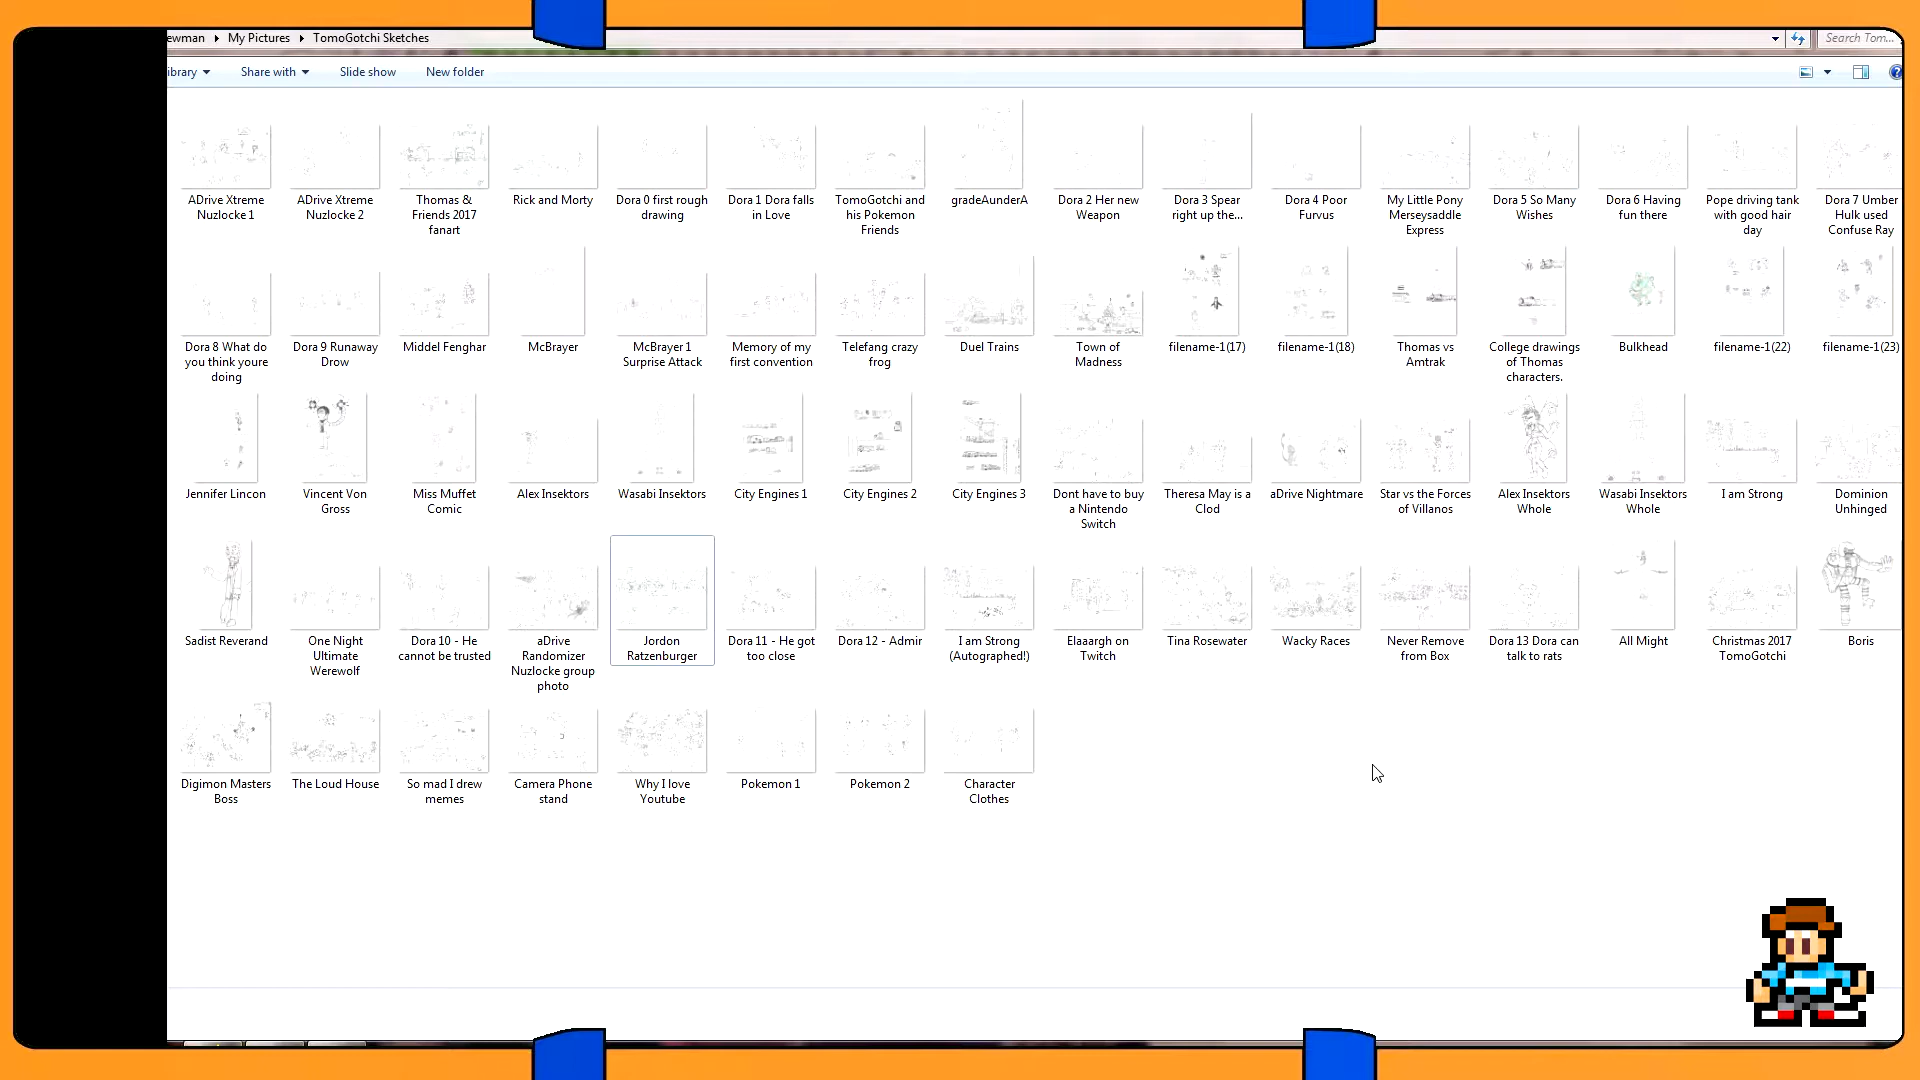 ewman ▸ My Pictures ▸ TomoGotchi Sketches
Search Tom...
ibrary Share with Slide show New folder
ADrive Xtreme Nuzlocke 1
ADrive Xtreme Nuzlocke 2
Thomas & Friends 2017 fanart
Rick and Morty
Dora 0 first rough drawing
Dora 1 Dora falls in Love
TomoGotchi and his Pokemon Friends
gradeAunderA
Dora 2 Her new Weapon
Dora 3 Spear right up the...
Dora 4 Poor Furvus
My Little Pony Merseysaddle Express
Dora 5 So Many Wishes
Dora 6 Having fun there
Pope driving tank with good hair day
Dora 7 Umber Hulk used Confuse Ray
Dora 8 What do you think youre doing
Dora 9 Runaway Drow
Middel Fenghar
McBrayer
McBrayer 1 Surprise Attack
Memory of my first convention
Telefang crazy frog
Duel Trains
Town of Madness
filename-1(17)
filename-1(18)
Thomas vs Amtrak
College drawings of Thomas characters.
Bulkhead
filename-1(22)
filename-1(23)
Jennifer Lincon
Vincent Von Gross
Miss Muffet Comic
Alex Insektors
Wasabi Insektors
City Engines 1
City Engines 2
City Engines 3
Dont have to buy a Nintendo Switch
Theresa May is a Clod
aDrive Nightmare
Star vs the Forces of Villanos
Alex Insektors Whole
Wasabi Insektors Whole
I am Strong
Dominion Unhinged
Sadist Reverand
One Night Ultimate Werewolf
Dora 10 - He cannot be trusted
aDrive Randomizer Nuzlocke group photo
Jordon Ratzenburger
Dora 11 - He got too close
Dora 12 - Admir
I am Strong (Autographed!)
Elaaargh on Twitch
Tina Rosewater
Wacky Races
Never Remove from Box
Dora 13 Dora can talk to rats
All Might
Christmas 2017 TomoGotchi
Boris
Digimon Masters Boss
The Loud House
So mad I drew memes
Camera Phone stand
Why I love Youtube
Pokemon 1
Pokemon 2
Character Clothes